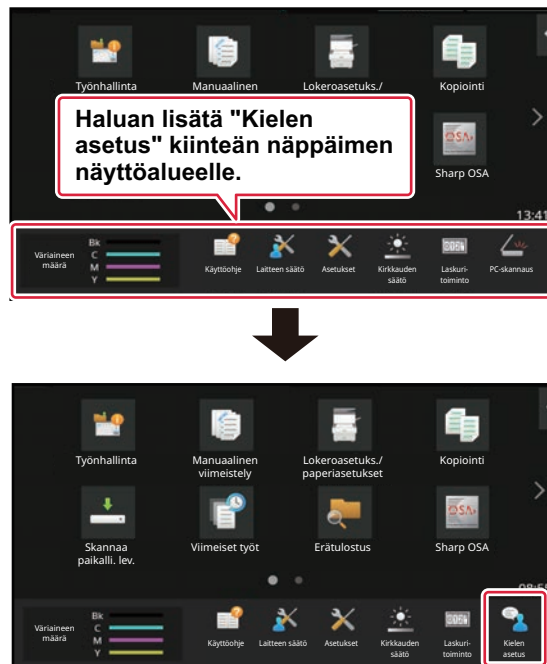 Työnhallinta
Manuaalinen
Lokeroasetuks./
Kopiointi
Haluan lisätä "Kielen
asetus" kiinteän näppäimen
näyttöalueelle.
OSA
Sharp OSA
13:41
Väriaineen
määrä
Bk
C
M
Y
Käyttöohje
Laitteen säätö
Asetukset
Kirkkauden
säätö
Laskuri-
toiminto
PC-skannaus
Työnhallinta
Manuaalinen
viimeistely
Lokeroasetuks./
paperiasetukset
Kopiointi
Skannaa
paikalli. lev.
Viimeiset työt
Erätulostus
OSA
Sharp OSA
Väriaineen
määrä
Bk
C
M
Y
Käyttöohje
Laitteen säätö
Asetukset
Kirkkauden
säätö
Laskuri-
toiminto
Kielen
asetus